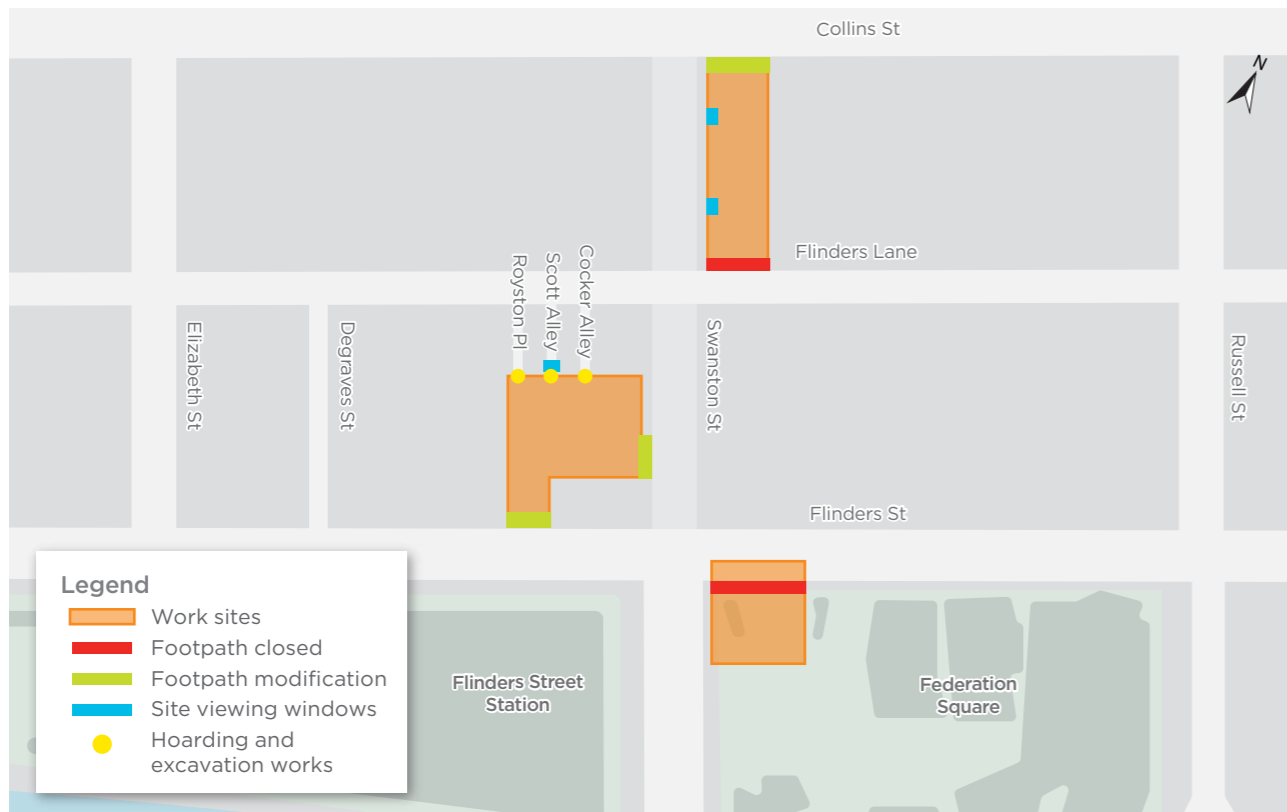 Collins St
N
Flinders Lane
Royston Pl
Scott Alley
Cocker Alley
Elizabeth St
Degraves St
Swanston St
Russell St
Flinders St
Legend
Work sites
Footpath closed
Footpath modification
Site viewing windows
Hoarding and
excavation works
Flinders Street
Station
Federation
Square